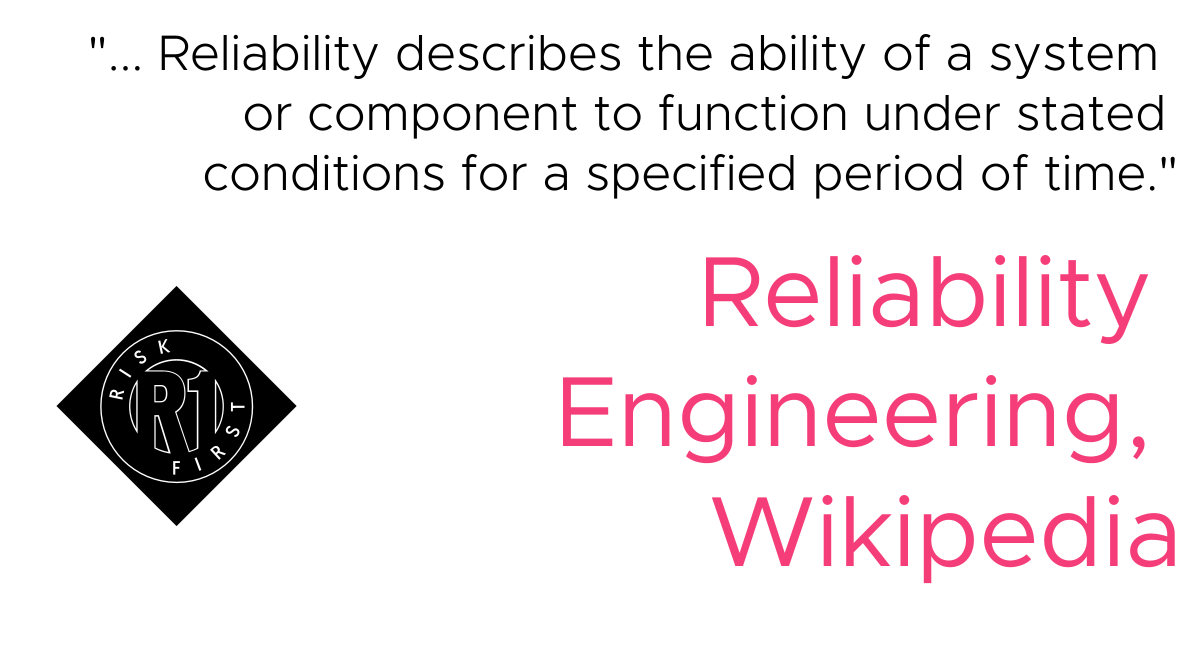 "... Reliability describes the ability of a system
or component to function under stated
conditions for a specified period of time."
Reliability
Engineering,
Wikipedia
RISK
R1
FIRST